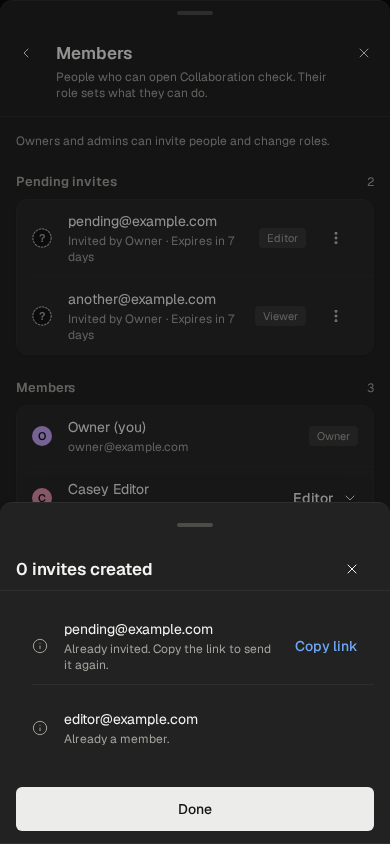 Members
People who can open Collaboration check. Their
role sets what they can do.
Owners and admins can invite people and change roles.
Pending invites 2
? pending@example.com
Invited by Owner · Expires in 7
days
Editor
? another@example.com
Invited by Owner · Expires in 7
days
Viewer
Members 3
O Owner (you)
owner@example.com
Owner
C Casey Editor
Editor
0 invites created
pending@example.com
Already invited. Copy the link to send
it again.
Copy link
editor@example.com
Already a member.
Done